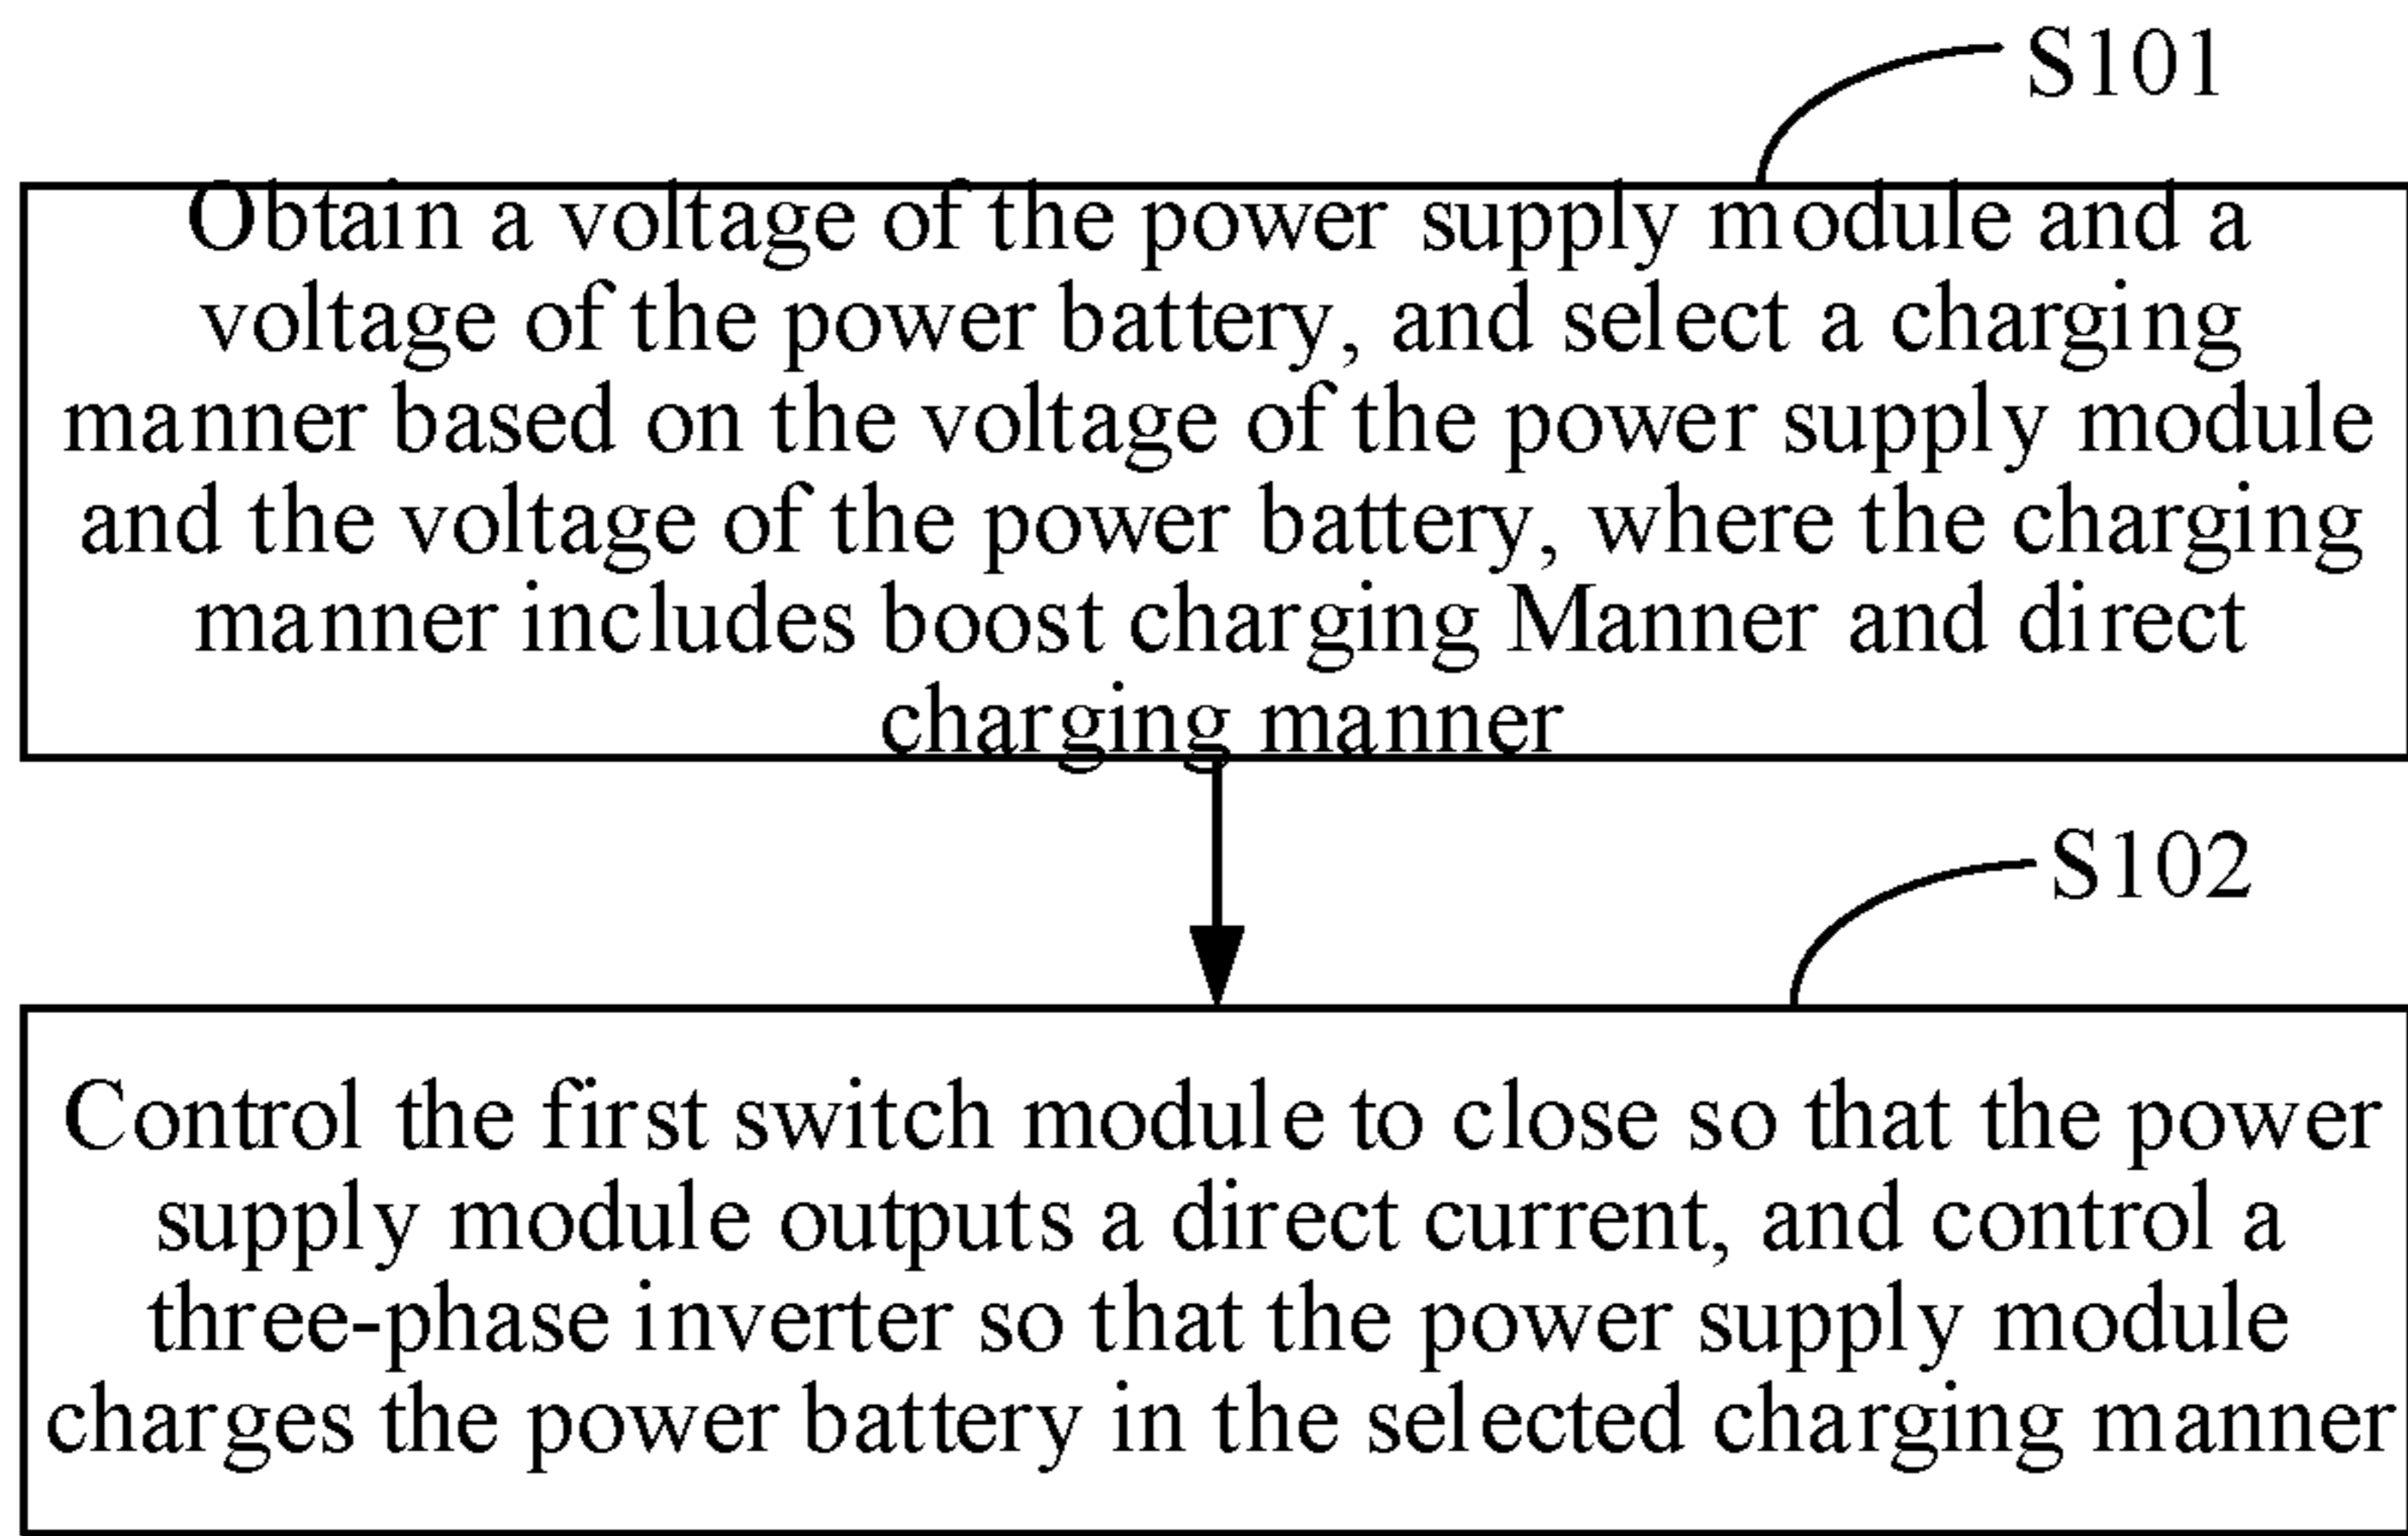 S101
Obtain a voltage of the power supply module and a
voltage of the power battery, and select a charging
manner based on the voltage of the power supply module
and the voltage of the power battery, where the charging
manner includes boost charging Manner and direct
charging manner
S102
Control the first switch module to close so that the power
supply module outputs a direct current, and control a
three-phase inverter so that the power supply module
charges the power battery in the selected charging manner